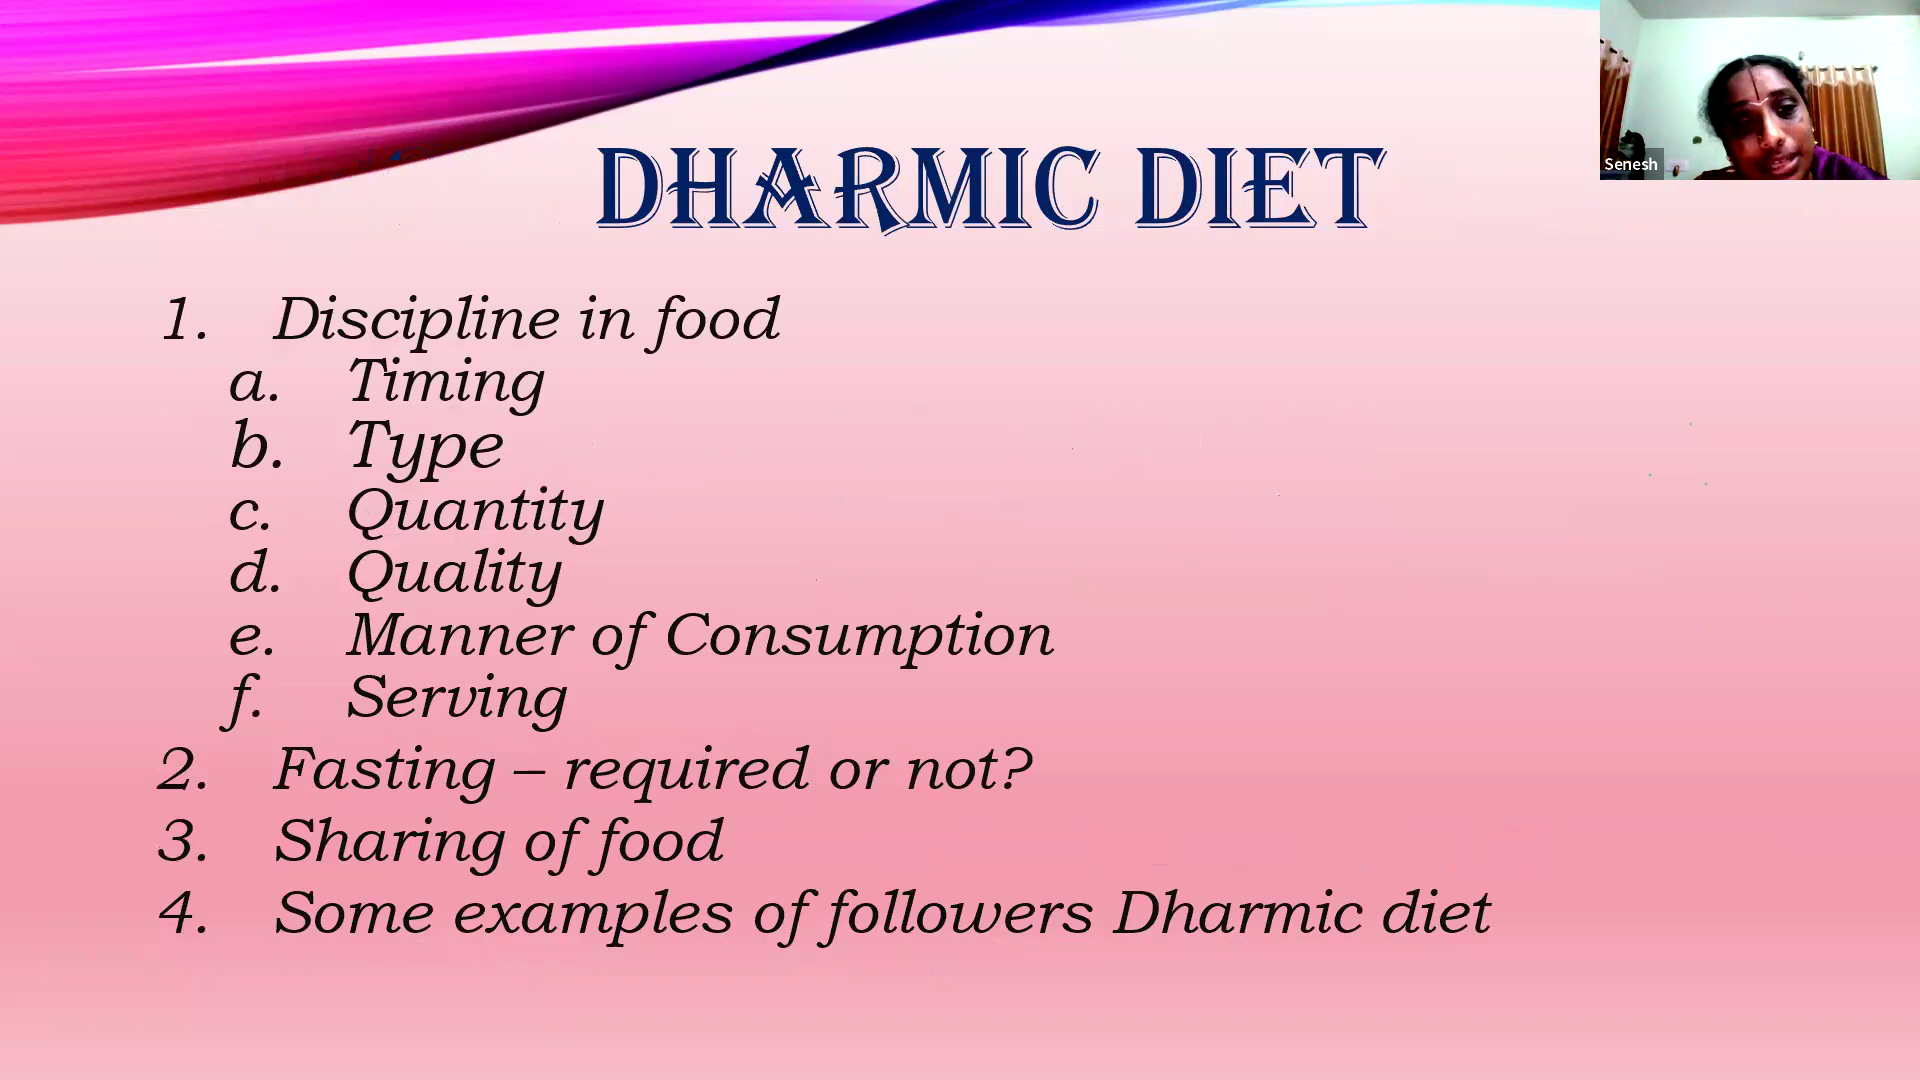 DHARMIC DIET
Senesh
1. Discipline in food
a. Timing
b. Type
c. Quantity
d. Quality
e. Manner of Consumption
f. Serving
2. Fasting – required or not?
3. Sharing of food
4. Some examples of followers Dharmic diet